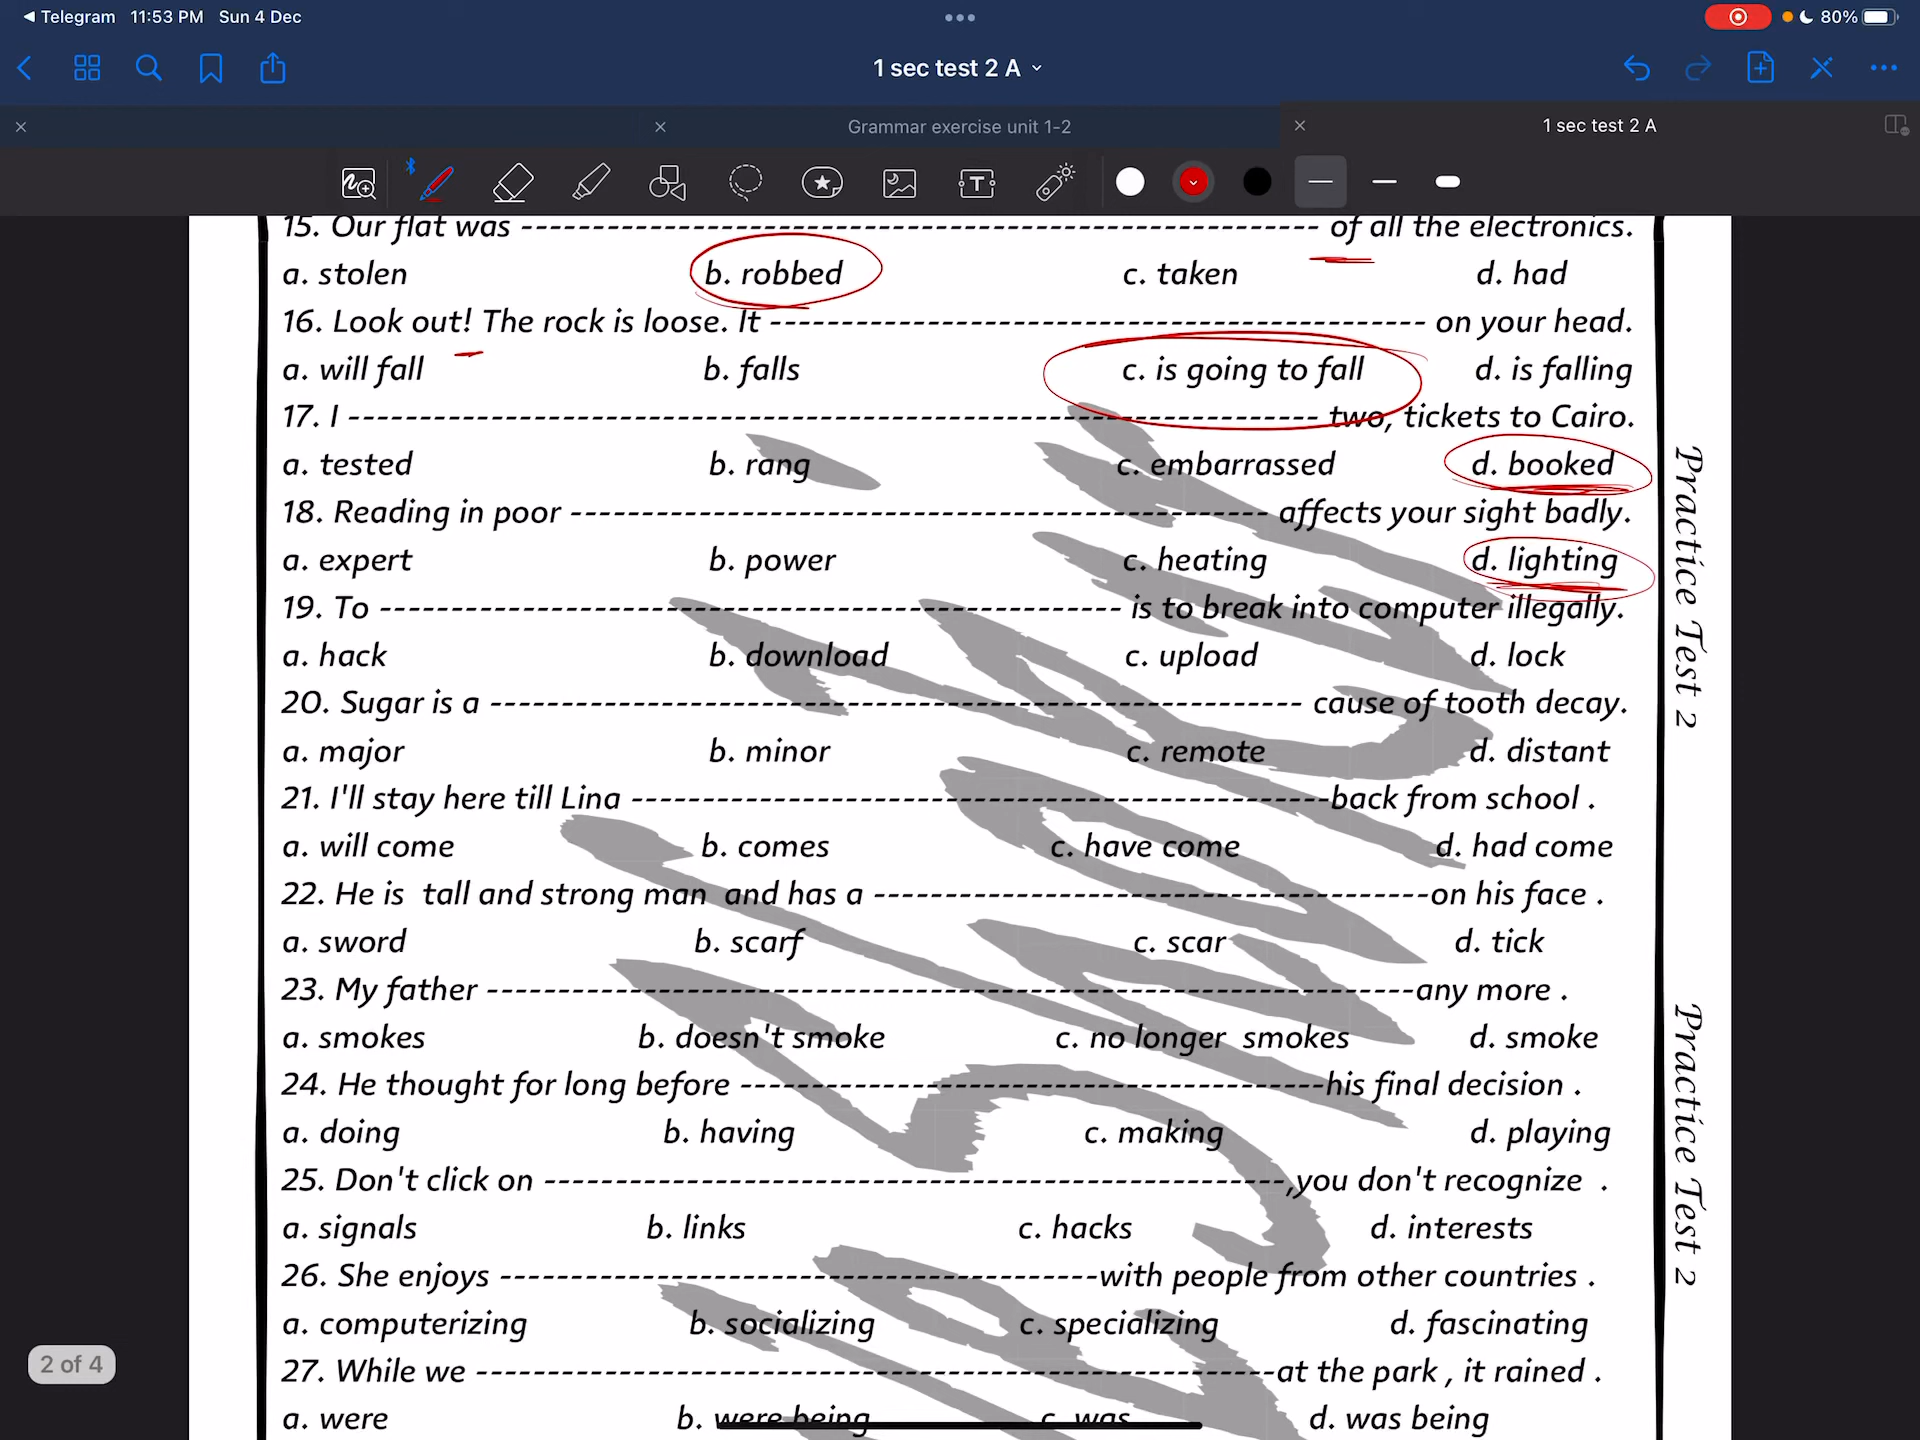 ◀ Telegram 11:53 PM Sun 4 Dec 80%
1 sec test 2 A
Grammar exercise unit 1-2 1 sec test 2 A
15. Our flat was ---------------------------------------- of all the electronics.
a. stolen b. robbed c. taken d. had
16. Look out! The rock is loose. It ---------------------------------------- on your head.
a. will fall b. falls c. is going to fall d. is falling
17. I ---------------------------------------- two, tickets to Cairo.
a. tested b. rang c. embarrassed d. booked
18. Reading in poor ---------------------------------------- affects your sight badly.
a. expert b. power c. heating d. lighting
19. To ---------------------------------------- is to break into computer illegally.
a. hack b. download c. upload d. lock
20. Sugar is a ---------------------------------------- cause of tooth decay.
a. major b. minor c. remote d. distant
21. I'll stay here till Lina ----------------------------------------back from school .
a. will come b. comes c. have come d. had come
22. He is tall and strong man and has a ----------------------------------------on his face .
a. sword b. scarf c. scar d. tick
23. My father ----------------------------------------any more .
a. smokes b. doesn't smoke c. no longer smokes d. smoke
24. He thought for long before ----------------------------------------his final decision .
a. doing b. having c. making d. playing
25. Don't click on ----------------------------------------,you don't recognize .
a. signals b. links c. hacks d. interests
26. She enjoys ----------------------------------------with people from other countries .
a. computerizing b. socializing c. specializing d. fascinating
27. While we ----------------------------------------at the park , it rained .
a. were b. were being c. was d. was being
Practice Test 2
Practice Test 2
2 of 4